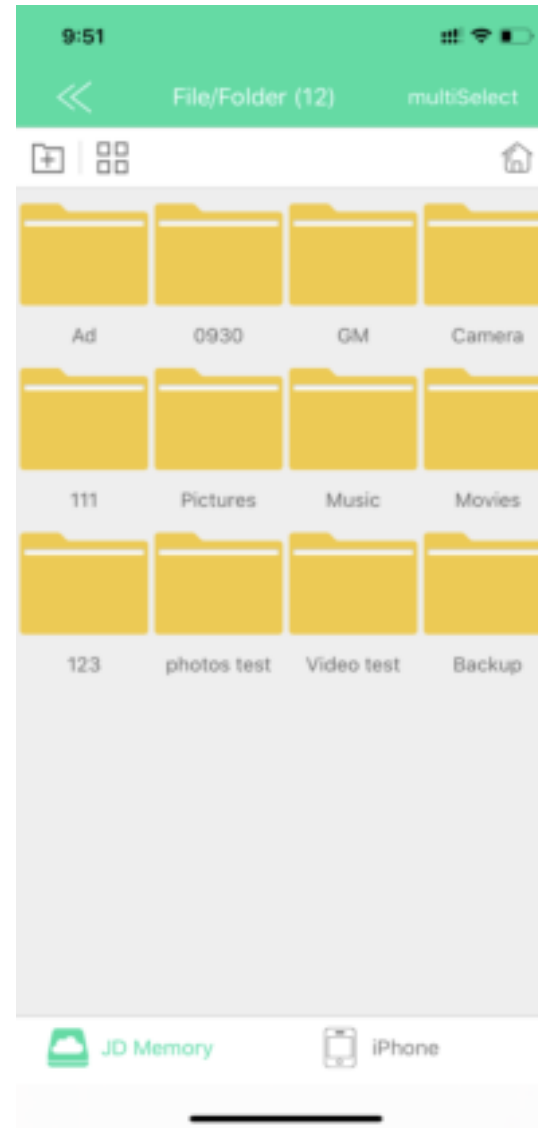 9:51
File/Folder (12) multiSelect
Ad 0930 GM Camera
111 Pictures Music Movies
123 photos test Video test Backup
JD Memory iPhone